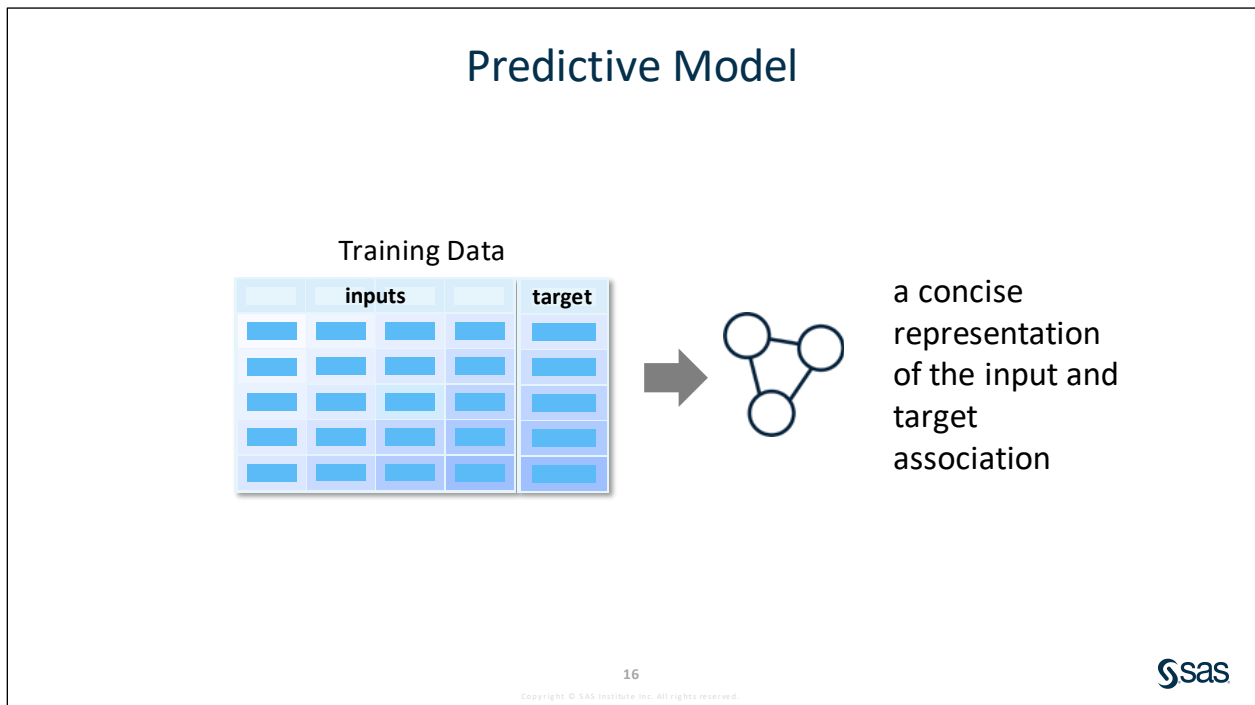 Predictive Model
Training Data
inputs
target
a concise
representation
of the input and
target
association
16
Copyright © SAS Institute Inc. All rights reserved.
sas